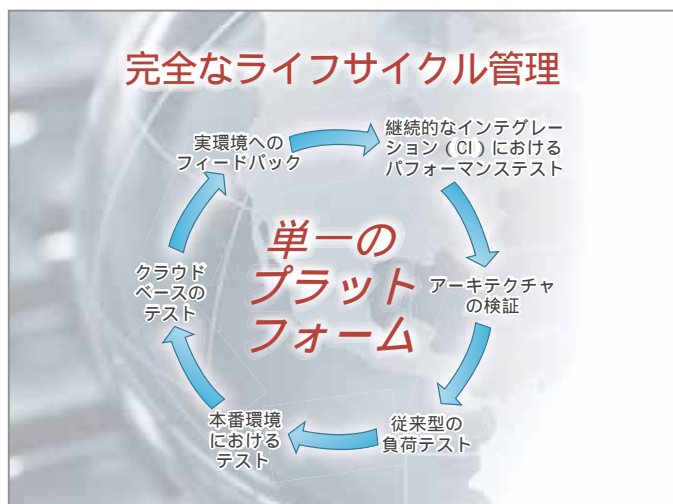 完全なライフサイクル管理
実環境への
フィードバック
継続的なインテグレー
ション(CI)における
パフォーマンステスト
アーキテクチャ
の検証
従来型の
負荷テスト
本番環境
における
テスト
クラウド
ベースの
テスト
単一の
プラット
フォーム